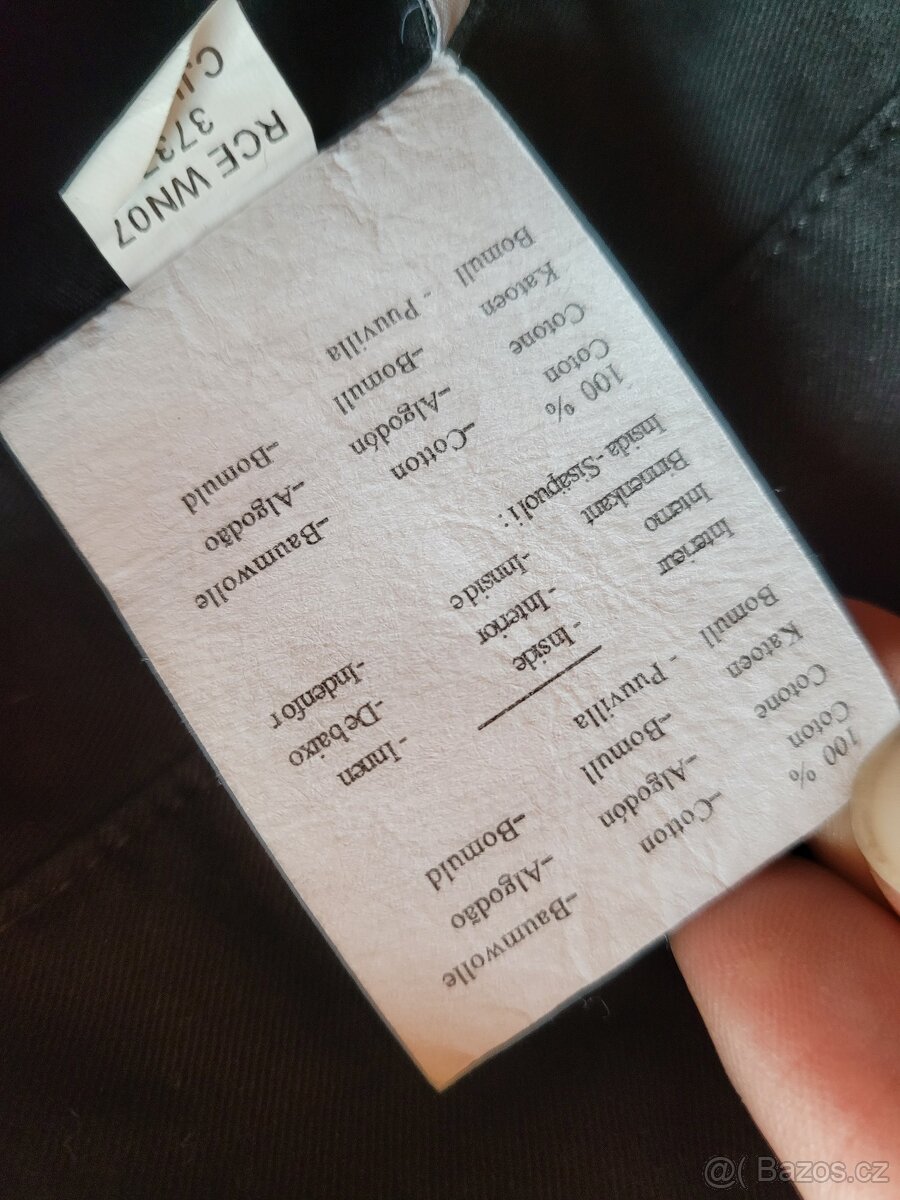 100 %
Coton -Cotton -Baumwolle
Cotone -Algodón -Algodão
Katoen -Bomull -Bomuld
Bomull - Puuvilla
Interieur -Inside -Innen
Interno -Interior -Debaixo
Binnenkant -Innside -Indenfor
Insida -Sisäpuoli :
100 %
Coton -Cotton -Baumwolle
Cotone -Algodón -Algodão
Katoen -Bomull -Bomuld
Bomull - Puuvilla
RCE WN07
373
@( Bazos.cz